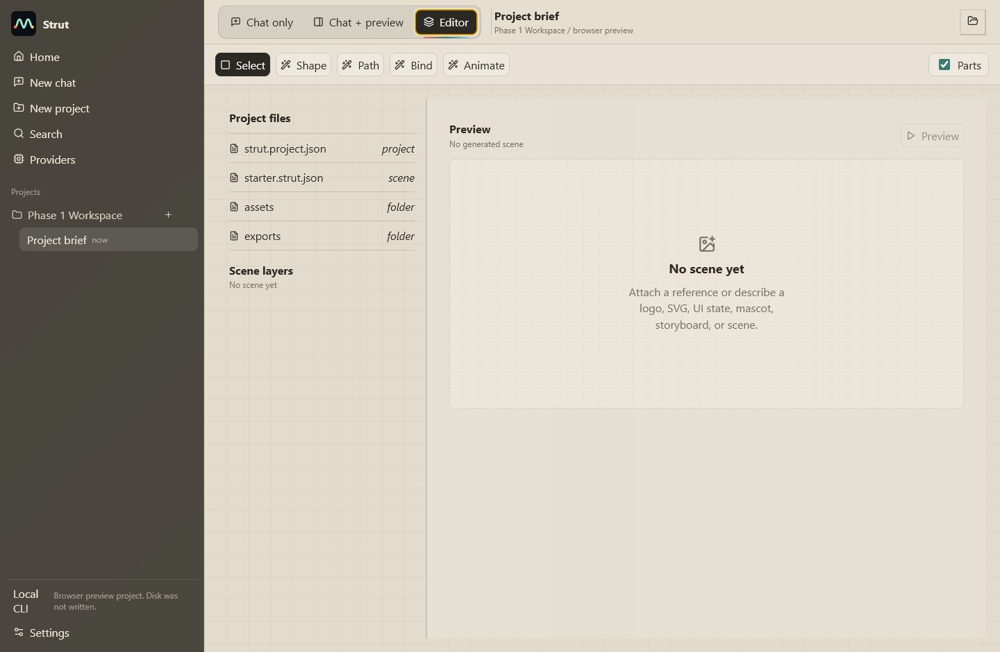 Strut
Home
New chat
New project
Search
Providers
Projects
Phase 1 Workspace +
Project brief now
Local CLI
Browser preview project. Disk was
not written.
Settings
Chat only
Chat + preview
Editor
Project brief
Phase 1 Workspace / browser preview
Select
Shape
Path
Bind
Animate
Parts
Project files
strut.project.json project
starter.strut.json scene
assets folder
exports folder
Scene layers
No scene yet
Preview
No generated scene
Preview
No scene yet
Attach a reference or describe a
logo, SVG, UI state, mascot,
storyboard, or scene.